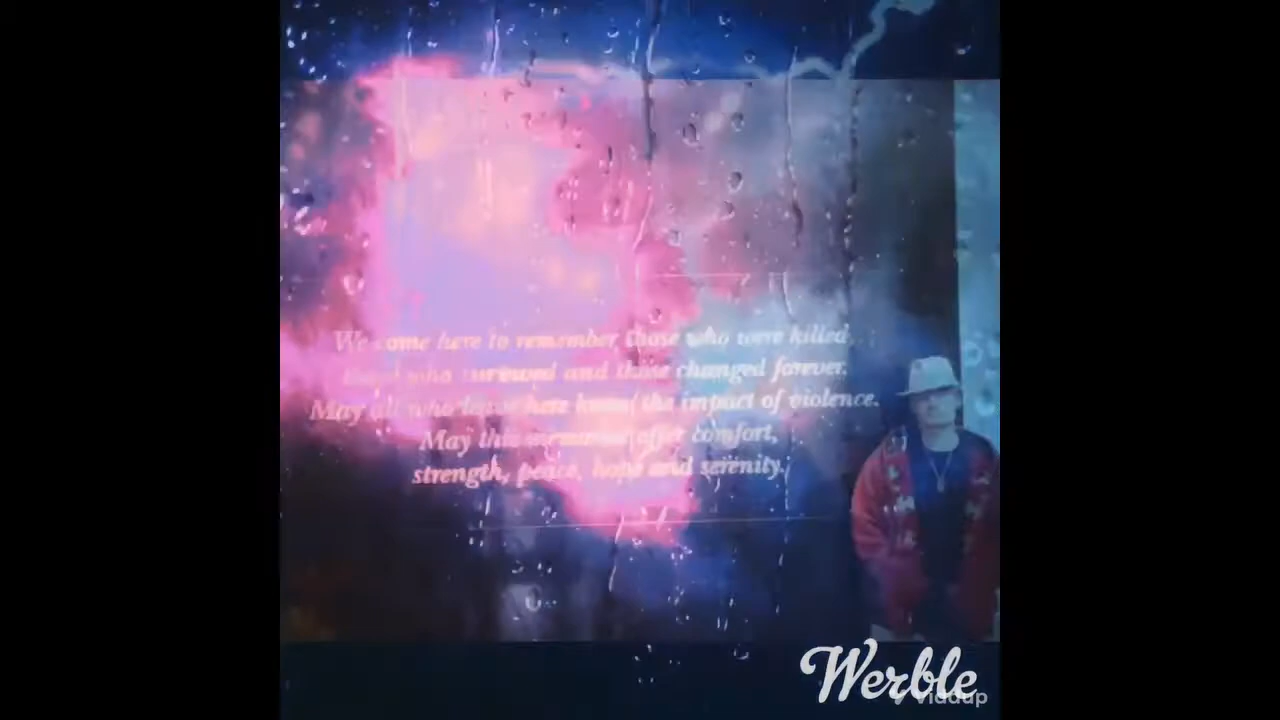 We come here to remember those who were killed,
those who survived and those changed forever.
May all who leave here know the impact of violence.
May this memorial offer comfort,
strength, peace, hope and serenity.
Werble
Viddup